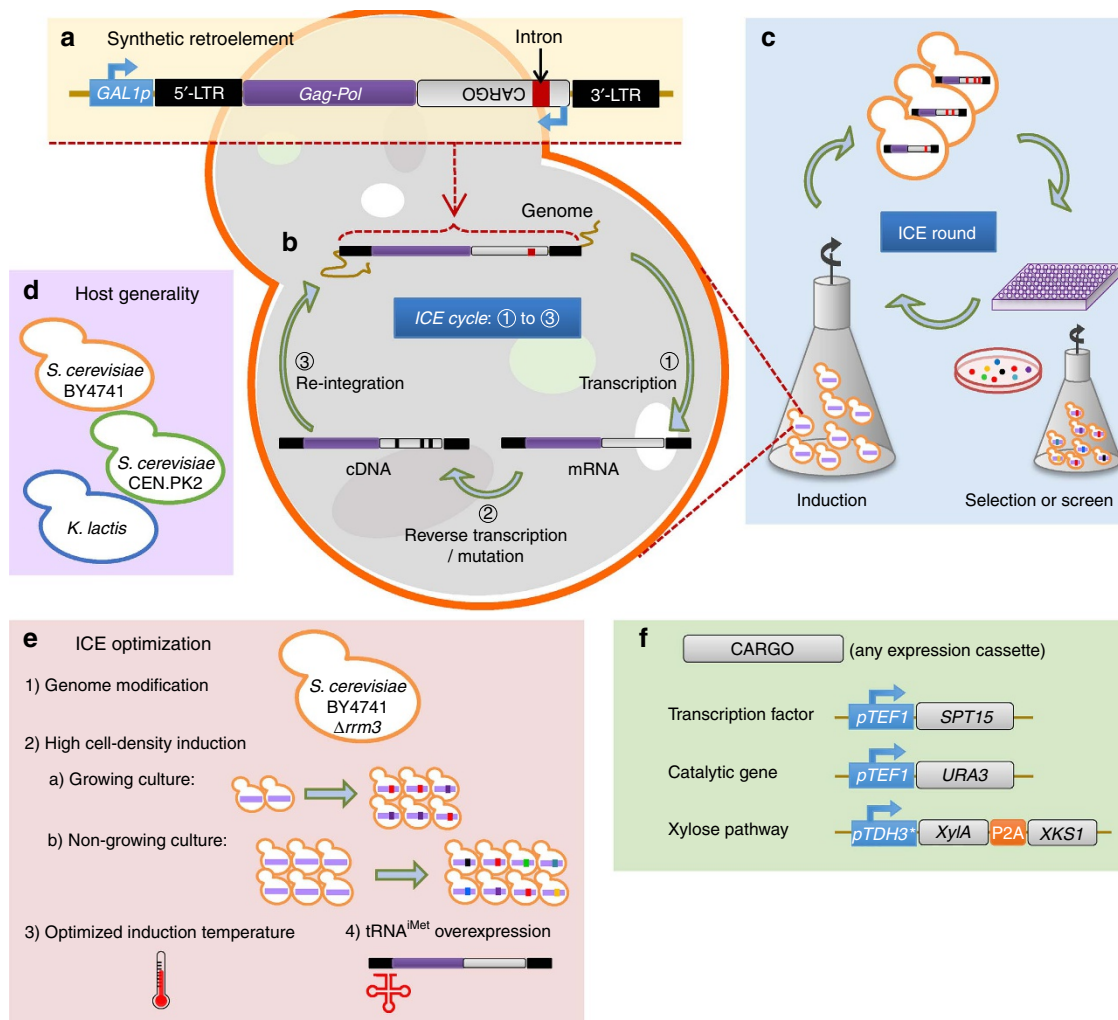 a
Synthetic retroelement
Intron
GAL1p
5′-LTR
Gag-Pol
CARGO
3′-LTR
b
Genome
ICE cycle: ① to ③
①
Transcription
③
Re-integration
cDNA
mRNA
②
Reverse transcription
/ mutation
c
ICE round
Induction
Selection or screen
d
Host generality
S. cerevisiae
BY4741
S. cerevisiae
CEN.PK2
K. lactis
e
ICE optimization
1) Genome modification
S. cerevisiae
BY4741
Δrrm3
2) High cell-density induction
a) Growing culture:
b) Non-growing culture:
3) Optimized induction temperature
4) tRNA^iMet overexpression
f
CARGO
(any expression cassette)
Transcription factor
pTEF1
SPT15
Catalytic gene
pTEF1
URA3
Xylose pathway
pTDH3*
XylA
P2A
XKS1